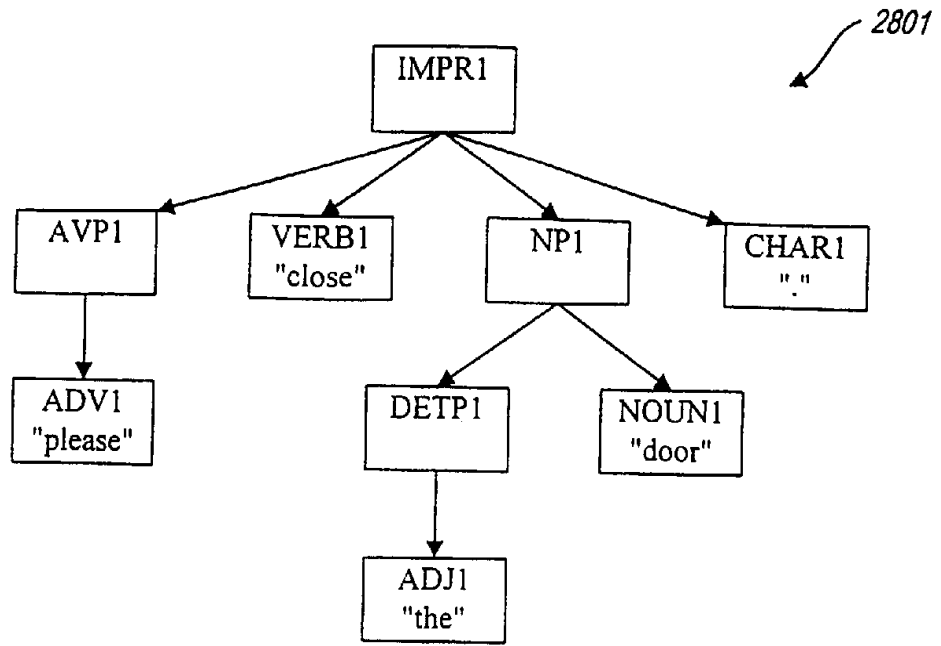 2801
IMPR1
AVP1
VERB1
"close"
NP1
CHAR1
"."
ADV1
"please"
DETP1
NOUN1
"door"
ADJ1
"the"